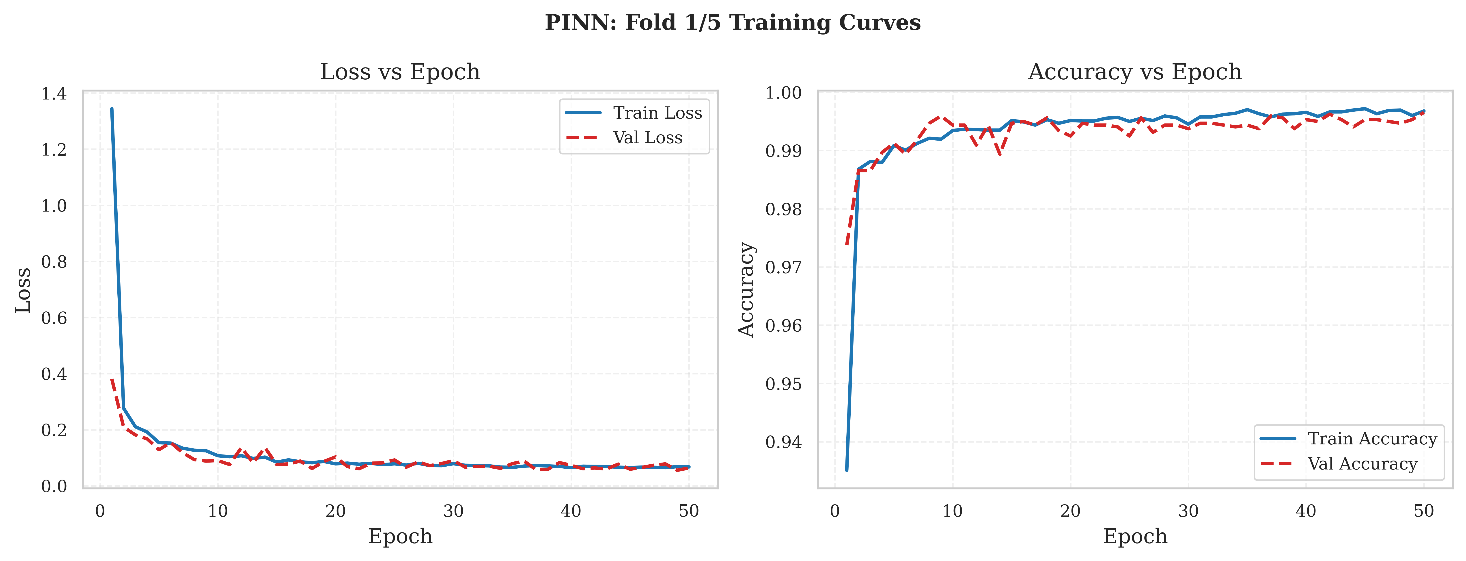 PINN: Fold 1/5 Training Curves
Loss vs Epoch
Loss
1.4
1.2
1.0
0.8
0.6
0.4
0.2
0.0
0 10 20 30 40 50
Epoch
Train Loss
Val Loss
Accuracy vs Epoch
Accuracy
1.00
0.99
0.98
0.97
0.96
0.95
0.94
0 10 20 30 40 50
Epoch
Train Accuracy
Val Accuracy